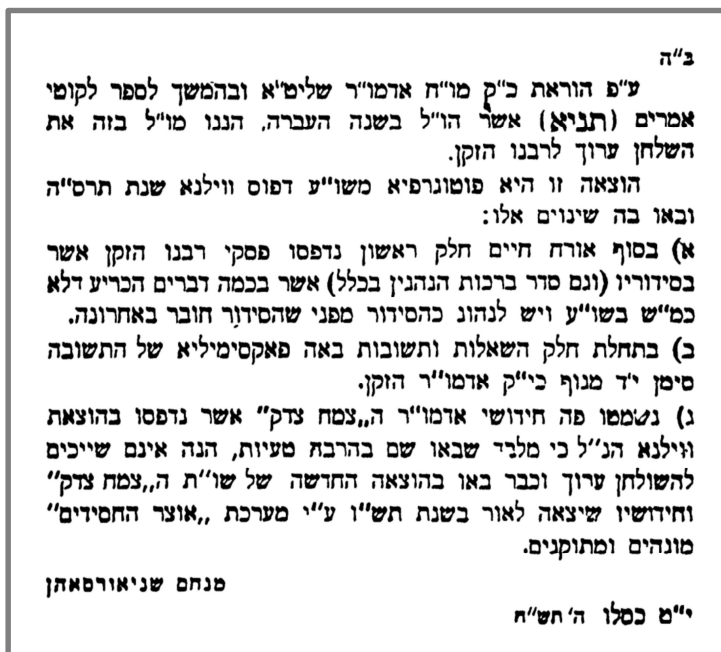 ב"ה
ע"פ הוראת כ"ק מו"ח אדמו"ר שליט"א ובהמשך לספר לקוטי
אמרים (תניא) אשר הו"ל בשנה העברה, הננו מו"ל בזה את
השלחן ערוך לרבנו הזקן.
הוצאה זו היא פוטוגרפיא משו"ע דפוס ווילנא שנת תרס"ה
ובאו בה שינוים אלו:
א) בסוף אורח חיים חלק ראשון נדפסו פסקי רבנו הזקן אשר
בסידוריו (וגם סדר ברכות הנהנין בכלל) אשר בכמה דברים הכריע דלא
כמ"ש בשו"ע ויש לנהוג כהסידור מפני שהסידור חובר באחרונה.
ב) בתחלת חלק השאלות ותשובות באה פאקסימיליא של התשובה
סימן י"ד מגוף כי"ק אדמו"ר הזקן.
ג) נשמטו פה חידושי אדמו"ר ה„צמח צדק" אשר נדפסו בהוצאת
ווילנא הנ"ל כי מלבד שבאו שם בהרבה טעיות, הנה אינם שייכים
להשולחן ערוך וכבר באו בהוצאה החדשה של שו"ת ה„צמח צדק"
וחידושיו שיצאה לאור בשנת תש"ו ע"י מערכת „אוצר החסידים"
מוגהים ומתוקנים.
מנחם שניאורסאהן
י"ט כסלו ה'תש"ח